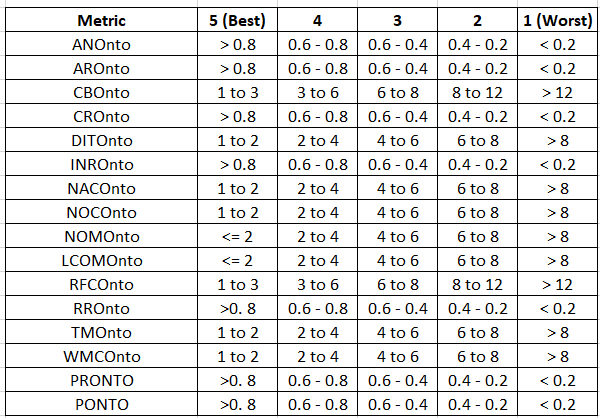 Metric 5 (Best) 4 3 2 1 (Worst)
ANOnto > 0.8 0.6 - 0.8 0.6 - 0.4 0.4 - 0.2 < 0.2
AROnto > 0.8 0.6 - 0.8 0.6 - 0.4 0.4 - 0.2 < 0.2
CBOnto 1 to 3 3 to 6 6 to 8 8 to 12 > 12
CROnto > 0.8 0.6 - 0.8 0.6 - 0.4 0.4 - 0.2 < 0.2
DITOnto 1 to 2 2 to 4 4 to 6 6 to 8 > 8
INROnto > 0.8 0.6 - 0.8 0.6 - 0.4 0.4 - 0.2 < 0.2
NACOnto 1 to 2 2 to 4 4 to 6 6 to 8 > 8
NOCOnto 1 to 2 2 to 4 4 to 6 6 to 8 > 8
NOMOnto <= 2 2 to 4 4 to 6 6 to 8 > 8
LCOMOnto <= 2 2 to 4 4 to 6 6 to 8 > 8
RFCOnto 1 to 3 3 to 6 6 to 8 8 to 12 > 12
RROnto >0. 8 0.6 - 0.8 0.6 - 0.4 0.4 - 0.2 < 0.2
TMOnto 1 to 2 2 to 4 4 to 6 6 to 8 > 8
WMCOnto 1 to 2 2 to 4 4 to 6 6 to 8 > 8
PRONTO >0. 8 0.6 - 0.8 0.6 - 0.4 0.4 - 0.2 < 0.2
PONTO >0. 8 0.6 - 0.8 0.6 - 0.4 0.4 - 0.2 < 0.2